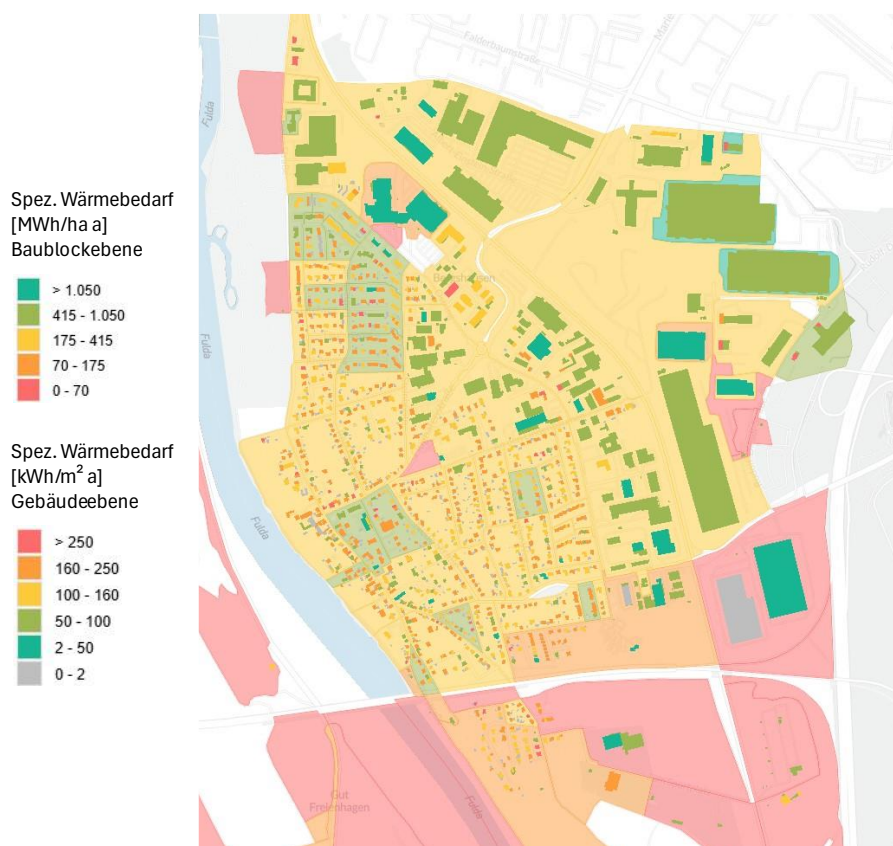 Spez. Wärmebedarf
[MWh/ha a]
Baublockebene
> 1.050
415 - 1.050
175 - 415
70 - 175
0 - 70
Spez. Wärmebedarf
[kWh/m² a]
Gebäudeebene
> 250
160 - 250
100 - 160
50 - 100
2 - 50
0 - 2
Falderbaumstraße
Fulda
Fulda
Fulda
Gut
Freienhagen
Fulda